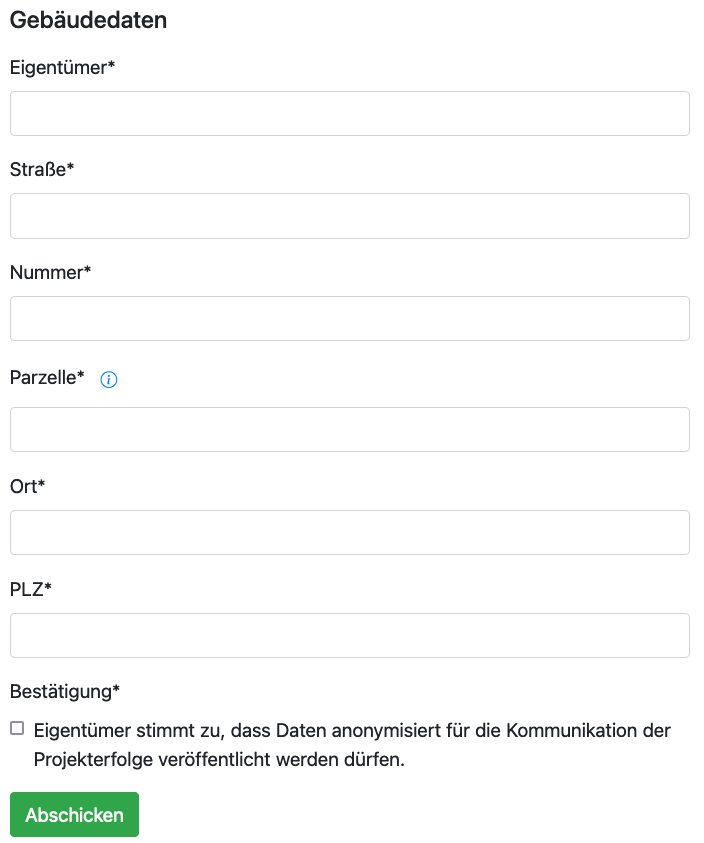 Gebäudedaten
Eigentümer*
Straße*
Nummer*
Parzelle*
Ort*
PLZ*
Bestätigung*
Eigentümer stimmt zu, dass Daten anonymisiert für die Kommunikation der
Projekterfolge veröffentlicht werden dürfen.
Abschicken